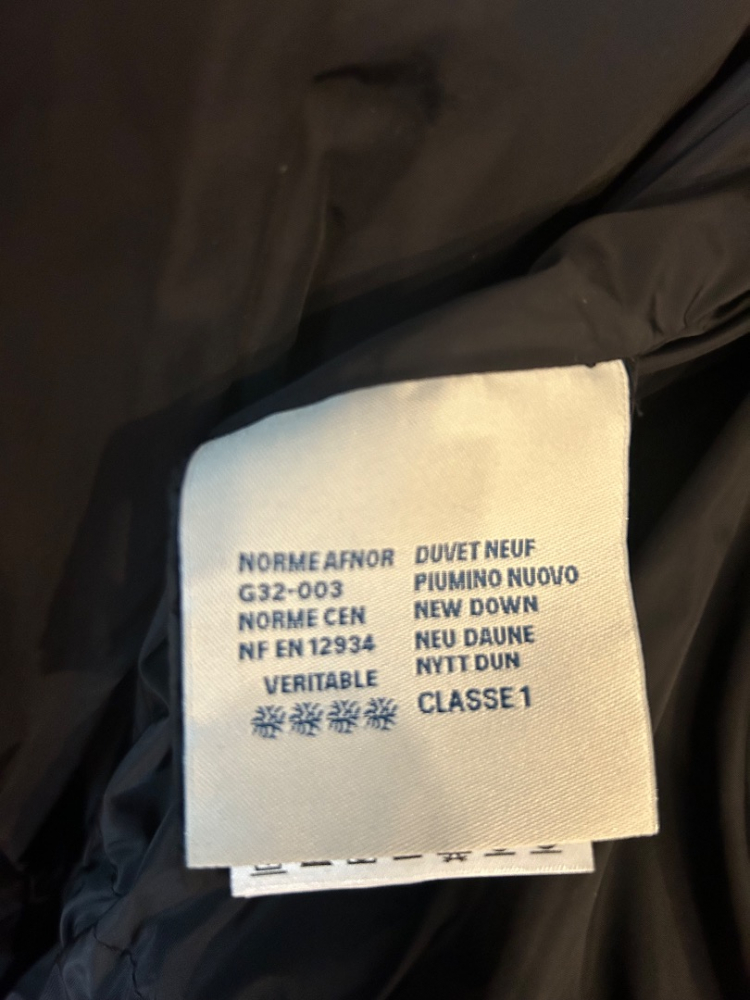 NORME AFNOR
G32-003
NORME CEN
NF EN 12934
VERITABLE
DUVET NEUF
PIUMINO NUOVO
NEW DOWN
NEU DAUNE
NYTT DUN
CLASSE 1